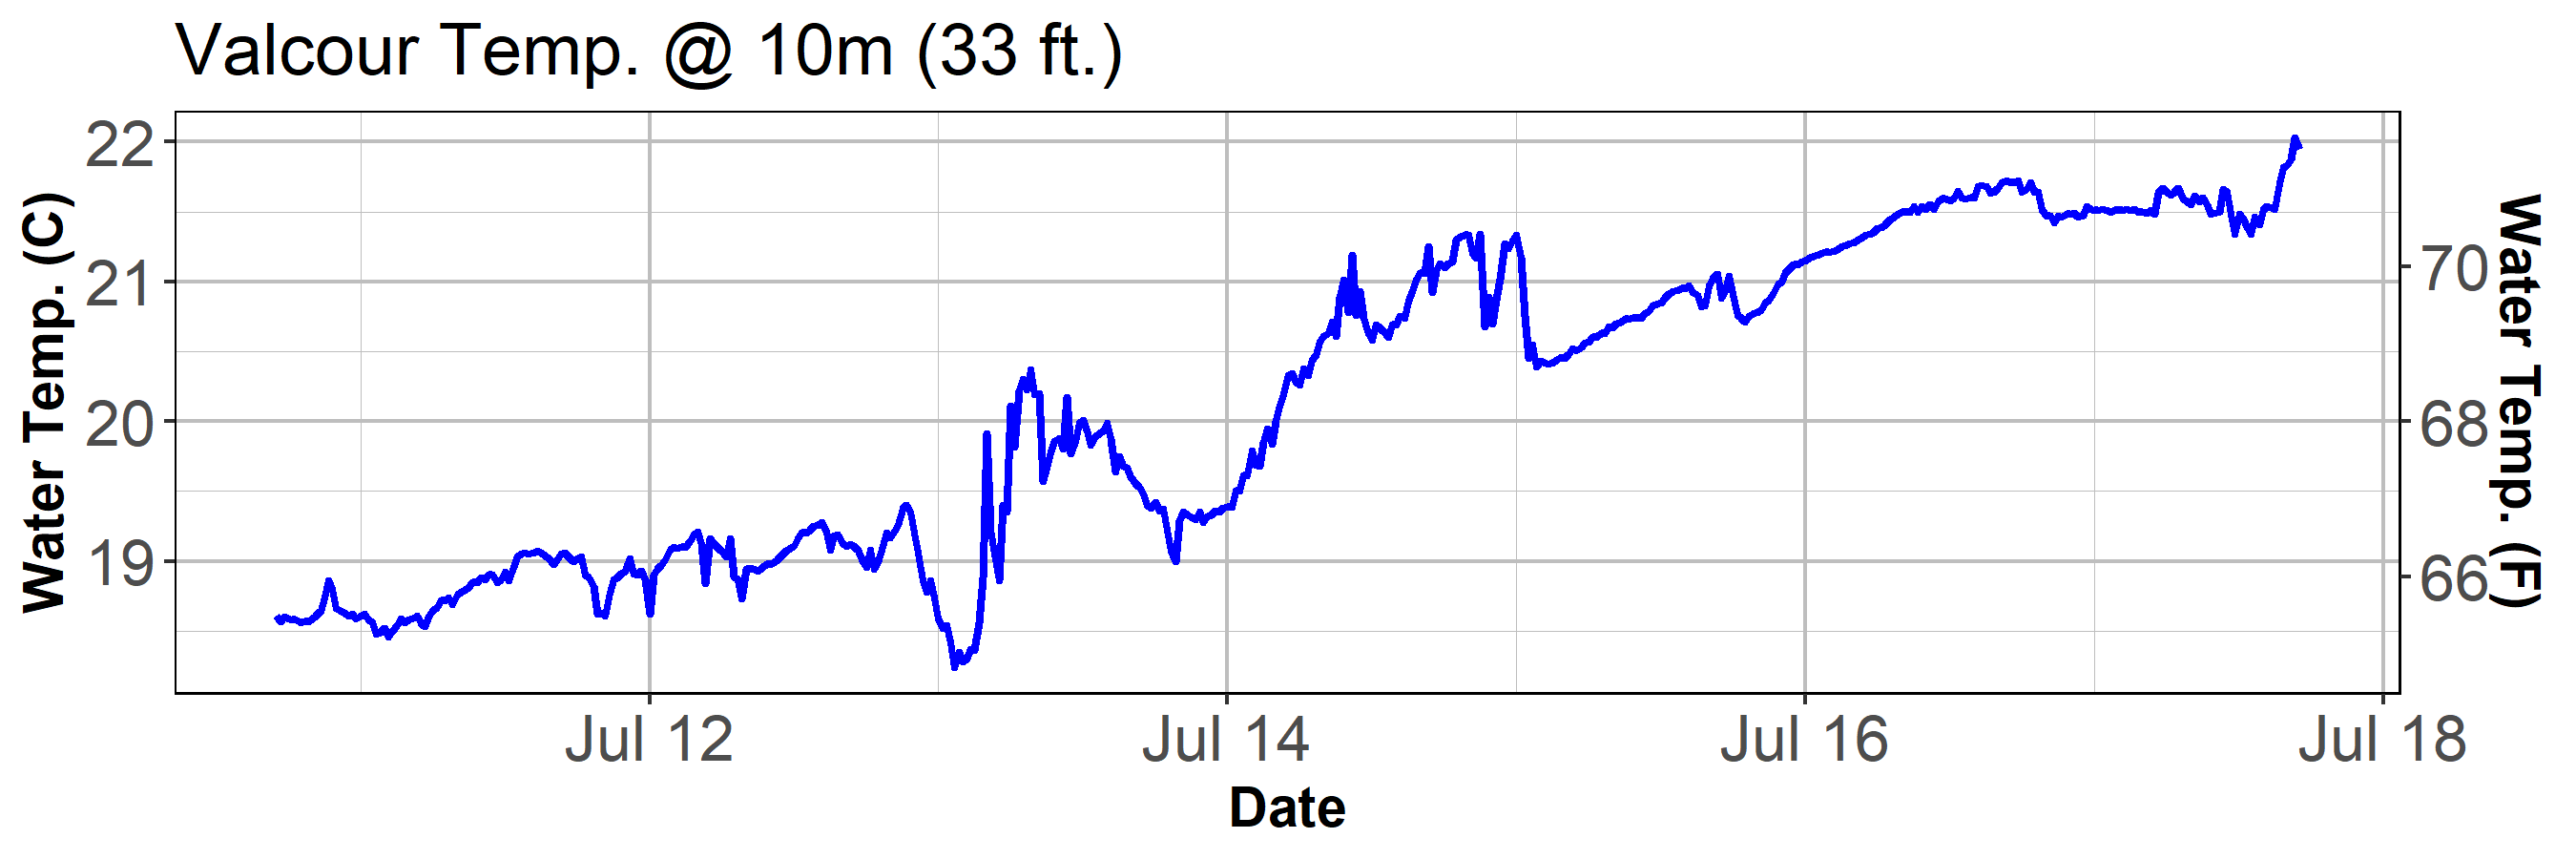 Valcour Temp. @ 10m (33 ft.)
Water Temp. (C)
22
21
20
19
70
68
66
Water Temp. (F)
Jul 12
Jul 14
Jul 16
Jul 18
Date